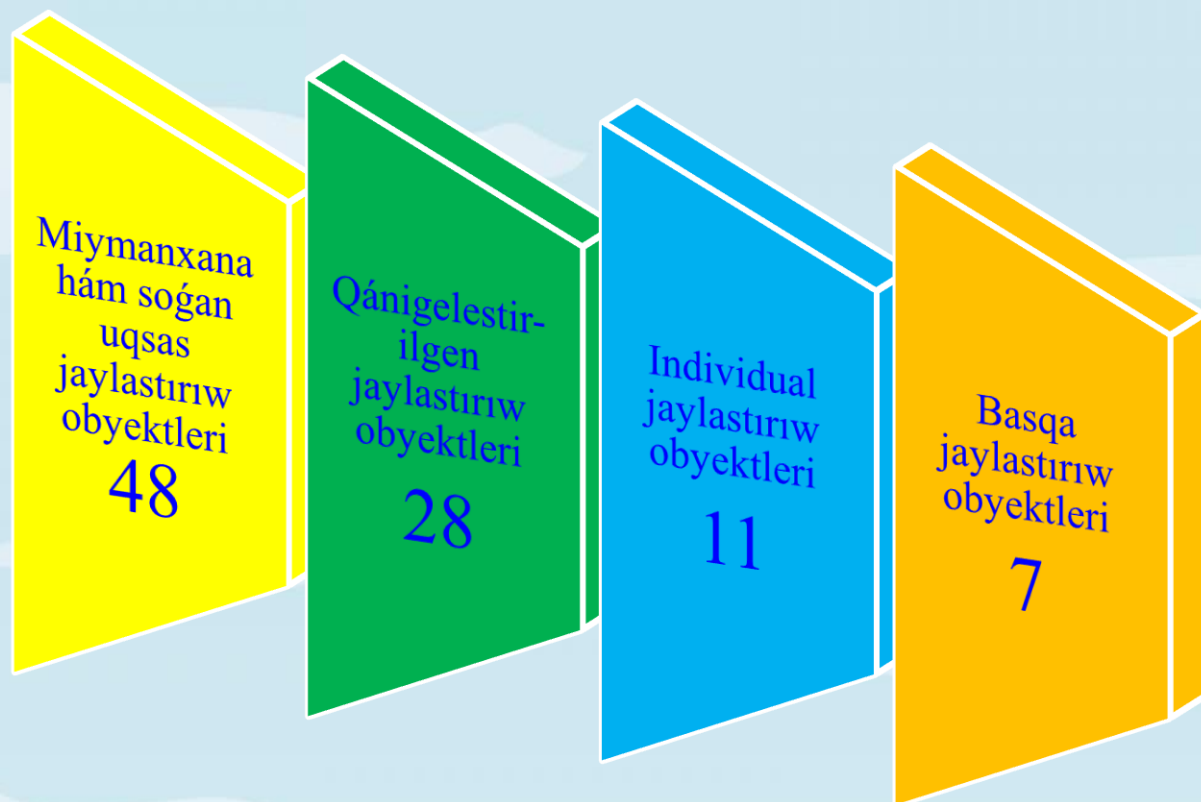 Miymanxana
hám soǵan
uqsas
jaylastırıw
obyektleri
48
Qánigelestir-
ilgen
jaylastırıw
obyektleri
28
Individual
jaylastırıw
obyektleri
11
Basqa
jaylastırıw
obyektleri
7